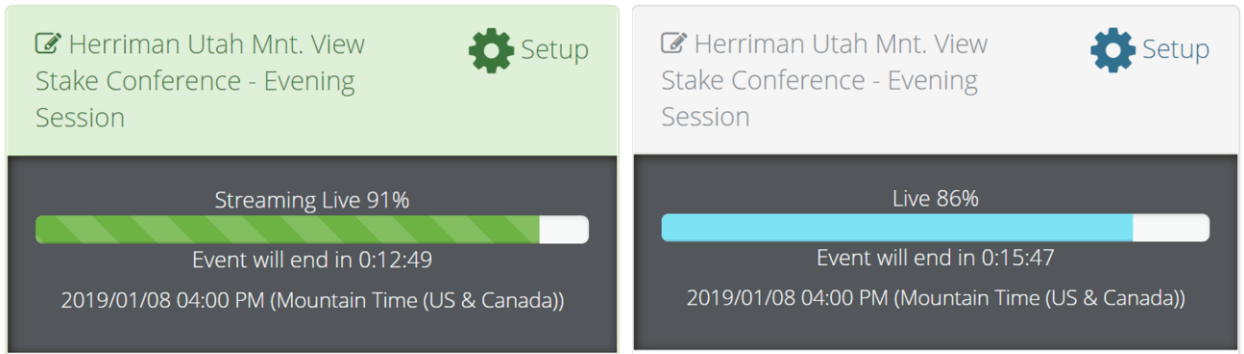 Herriman Utah Mnt. View
Stake Conference - Evening
Session
Setup
Streaming Live 91%
Event will end in 0:12:49
2019/01/08 04:00 PM (Mountain Time (US & Canada))
Herriman Utah Mnt. View
Stake Conference - Evening
Session
Setup
Live 86%
Event will end in 0:15:47
2019/01/08 04:00 PM (Mountain Time (US & Canada))